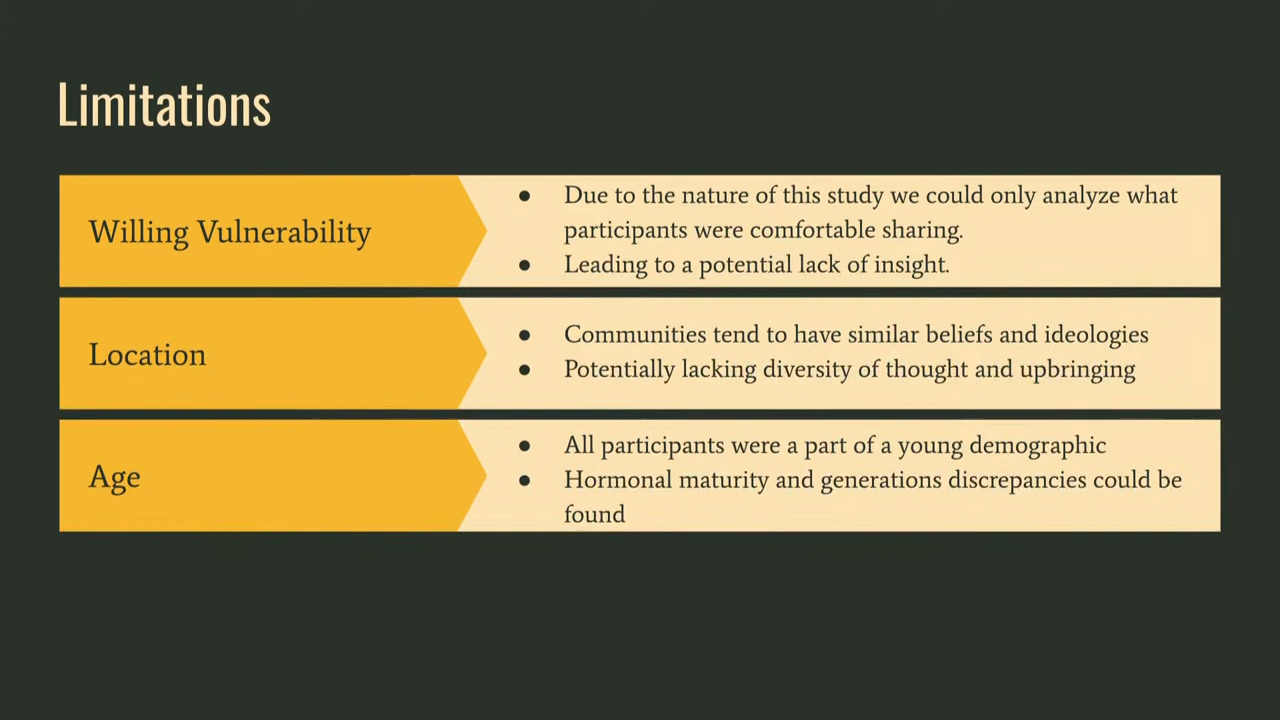 Limitations
Willing Vulnerability
● Due to the nature of this study we could only analyze what
participants were comfortable sharing.
● Leading to a potential lack of insight.
Location
● Communities tend to have similar beliefs and ideologies
● Potentially lacking diversity of thought and upbringing
Age
● All participants were a part of a young demographic
● Hormonal maturity and generations discrepancies could be
found